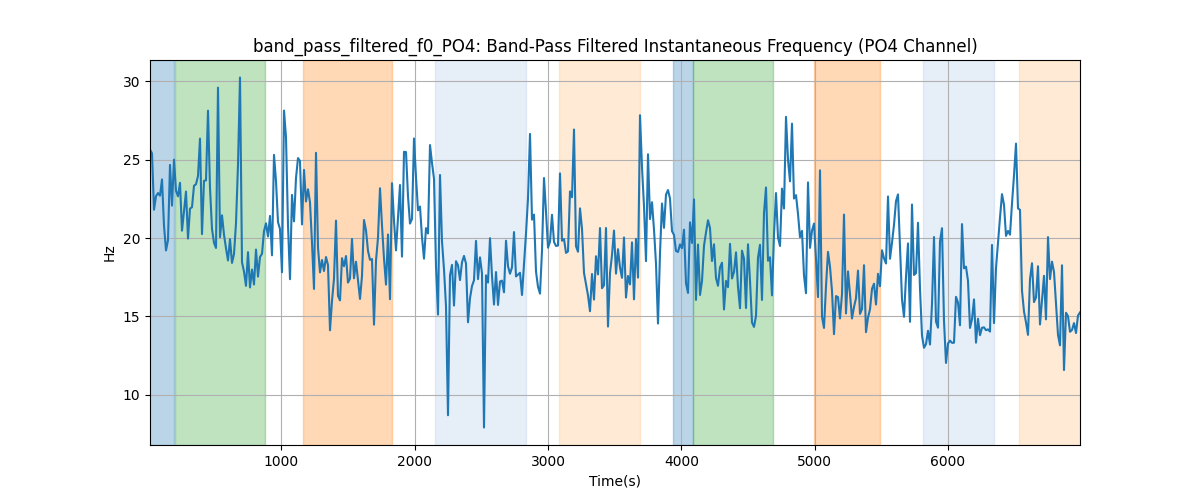 band_pass_filtered_f0_PO4: Band-Pass Filtered Instantaneous Frequency (PO4 Channel)
30
25
20
15
10
Hz
1000 2000 3000 4000 5000 6000
Time(s)